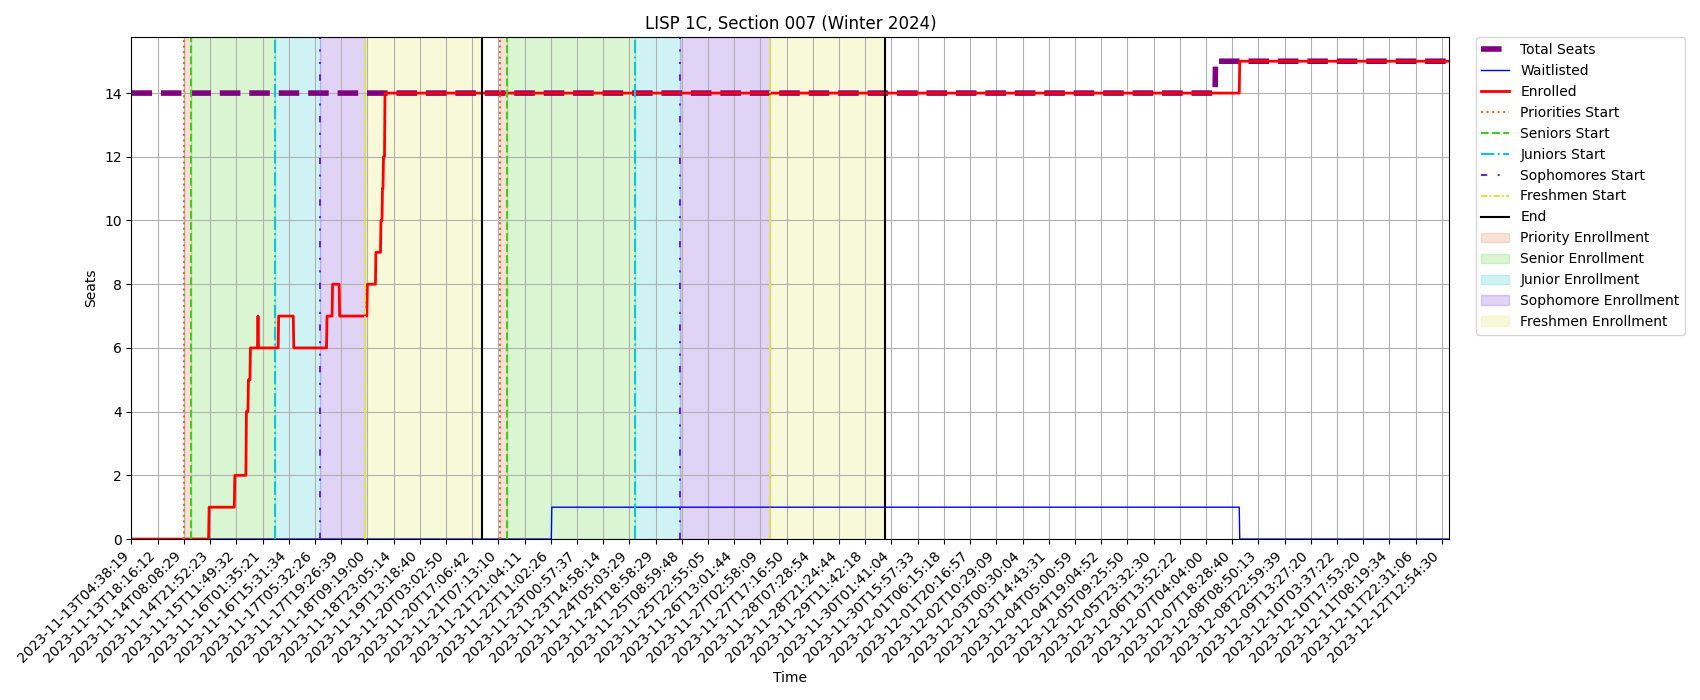 LISP 1C, Section 007 (Winter 2024)
Total Seats
Waitlisted
Enrolled
Priorities Start
Seniors Start
Juniors Start
Sophomores Start
Freshmen Start
End
Priority Enrollment
Senior Enrollment
Junior Enrollment
Sophomore Enrollment
Freshmen Enrollment
Seats
14
12
10
8
6
4
2
0
2023-11-13T04:38:19
2023-11-13T18:16:12
2023-11-14T08:08:29
2023-11-14T21:52:23
2023-11-15T11:49:32
2023-11-16T01:35:21
2023-11-16T15:31:34
2023-11-17T05:32:26
2023-11-17T19:26:39
2023-11-18T09:19:00
2023-11-18T23:05:14
2023-11-19T13:18:40
2023-11-20T03:02:50
2023-11-20T17:06:42
2023-11-21T07:13:10
2023-11-21T21:04:11
2023-11-22T11:02:26
2023-11-23T00:57:37
2023-11-23T14:58:14
2023-11-24T05:03:29
2023-11-24T18:58:29
2023-11-25T08:59:48
2023-11-25T22:55:05
2023-11-26T13:01:44
2023-11-27T02:58:09
2023-11-27T17:16:50
2023-11-28T07:28:54
2023-11-28T21:24:44
2023-11-29T11:42:18
2023-11-30T01:41:04
2023-11-30T15:57:33
2023-12-01T06:15:18
2023-12-01T20:16:57
2023-12-02T10:29:09
2023-12-03T00:30:04
2023-12-03T14:43:31
2023-12-04T05:00:59
2023-12-04T19:04:52
2023-12-05T09:25:50
2023-12-05T23:32:30
2023-12-06T13:52:22
2023-12-07T04:04:00
2023-12-07T18:28:40
2023-12-08T08:50:13
2023-12-08T22:59:39
2023-12-09T13:27:20
2023-12-10T03:37:22
2023-12-10T17:53:20
2023-12-11T08:19:34
2023-12-11T22:31:06
2023-12-12T12:54:30
Time